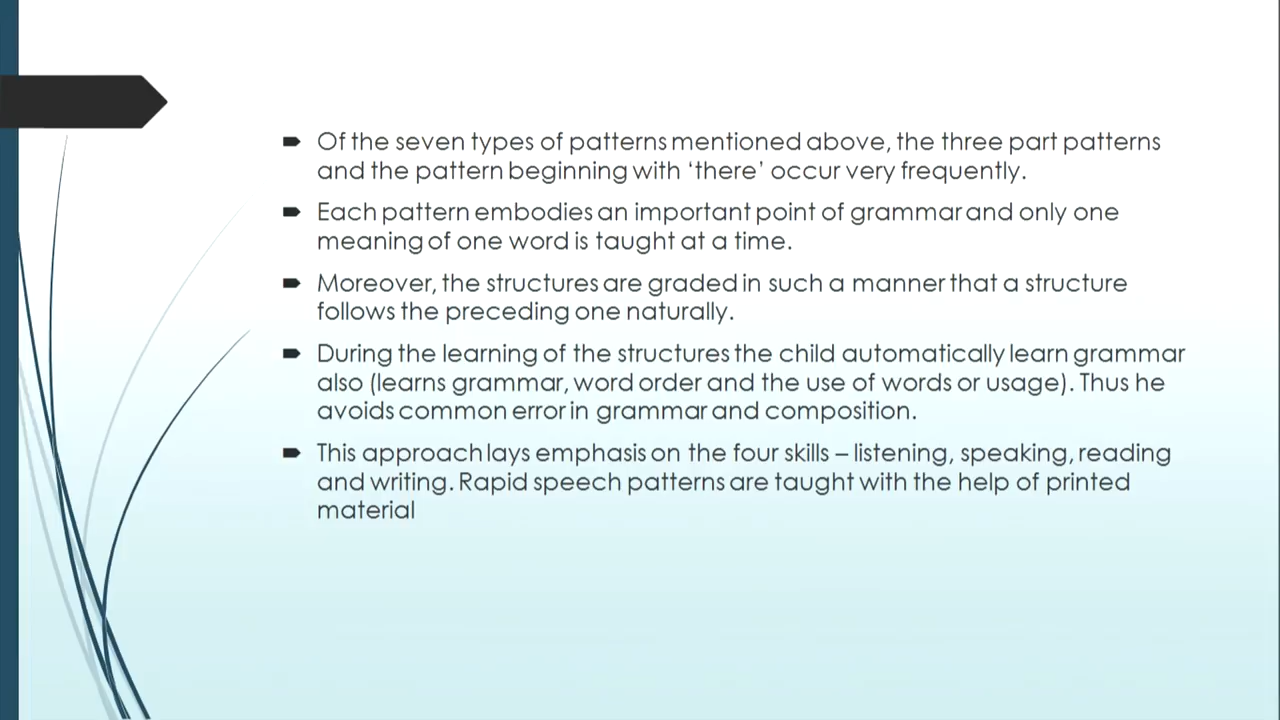 Of the seven types of patterns mentioned above, the three part patterns
and the pattern beginning with ‘there’ occur very frequently.
Each pattern embodies an important point of grammar and only one
meaning of one word is taught at a time.
Moreover, the structures are graded in such a manner that a structure
follows the preceding one naturally.
During the learning of the structures the child automatically learn grammar
also (learns grammar, word order and the use of words or usage). Thus he
avoids common error in grammar and composition.
This approach lays emphasis on the four skills – listening, speaking, reading
and writing. Rapid speech patterns are taught with the help of printed
material